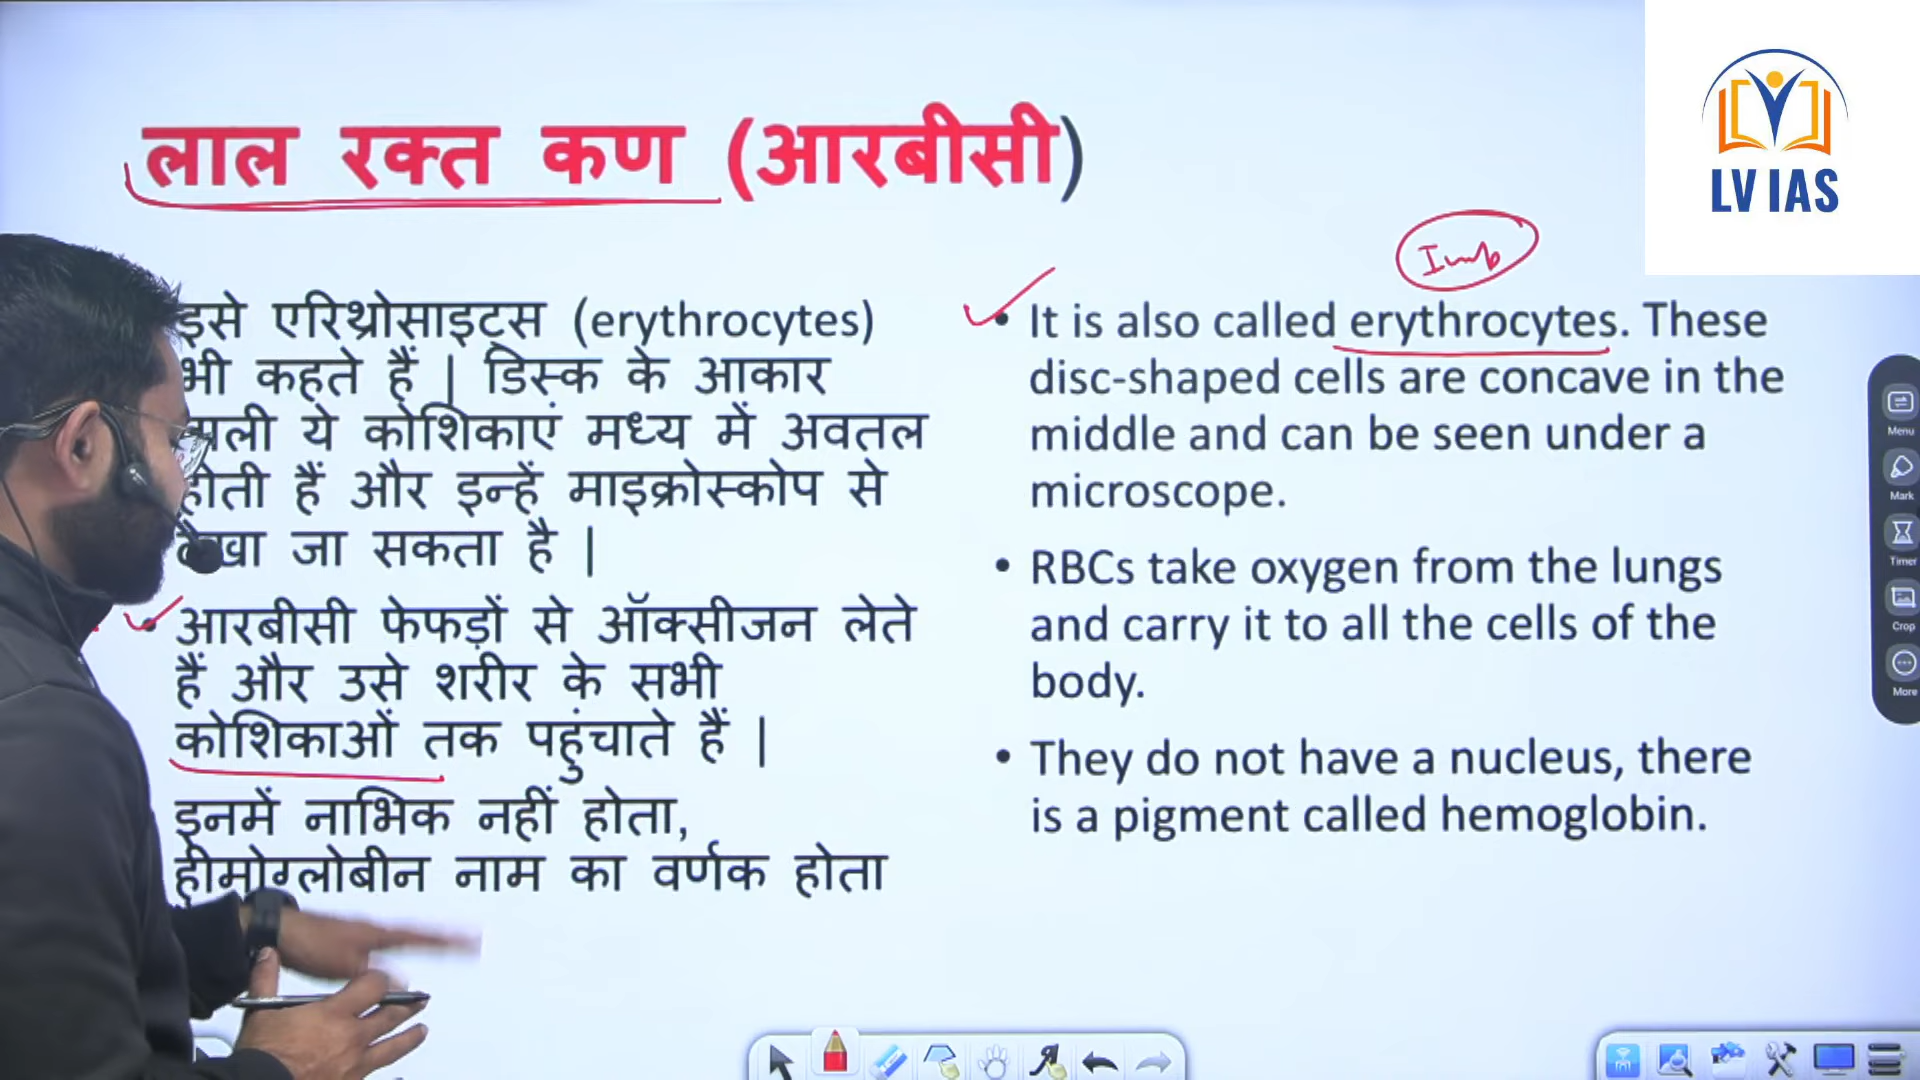 लाल रक्त कण (आरबीसी)
LV IAS
Imp
इसे एरिथ्रोसाइट्स (erythrocytes)
भी कहते हैं | डिस्क के आकार
ये कोशिकाएं मध्य में अवतल
होती हैं और इन्हें माइक्रोस्कोप से
जा सकता है |
• आरबीसी फेफड़ों से ऑक्सीजन लेते
हैं और उसे शरीर के सभी
कोशिकाओं तक पहुंचाते हैं |
इनमें नाभिक नहीं होता,
हीमोग्लोबीन नाम का वर्णक होता
• It is also called erythrocytes. These
disc-shaped cells are concave in the
middle and can be seen under a
microscope.
• RBCs take oxygen from the lungs
and carry it to all the cells of the
body.
• They do not have a nucleus, there
is a pigment called hemoglobin.
Menu
Mark
Timer
Crop
More